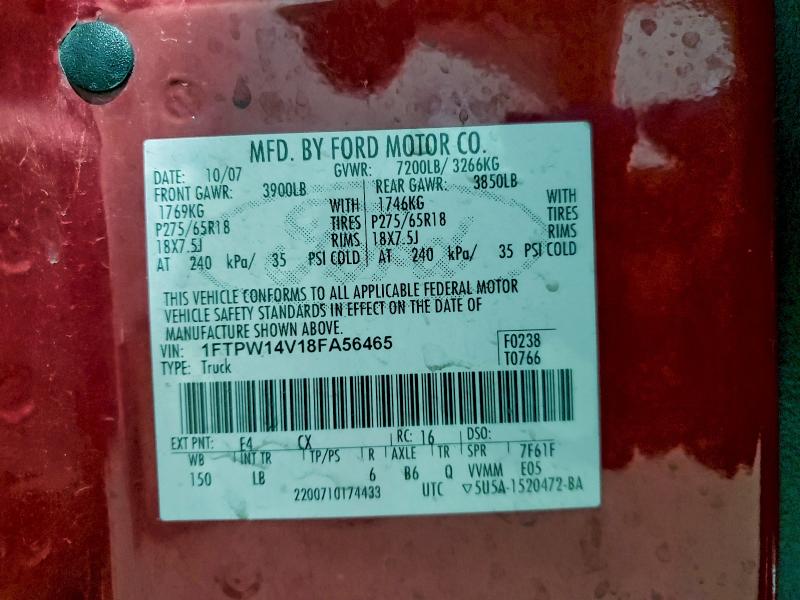 MFD. BY FORD MOTOR CO.
DATE: 10/07 GVWR: 7200LB/ 3266KG
FRONT GAWR: 3900LB REAR GAWR: 3850LB
1769KG WITH 1746KG WITH
P275/65R18 TIRES P275/65R18 TIRES
18X7.5J RIMS 18X7.5J RIMS
AT 240 kPa/ 35 PSI COLD AT 240 kPa/ 35 PSI COLD
THIS VEHICLE CONFORMS TO ALL APPLICABLE FEDERAL MOTOR
VEHICLE SAFETY STANDARDS IN EFFECT ON THE DATE OF
MANUFACTURE SHOWN ABOVE.
VIN: 1FTPW14V18FA56465 F0238
TYPE: Truck T0766
EXT PNT: F4 CX RC: 16 DSO:
WB INT TR TP/PS R AXLE TR SPR 7F61F
150 LB 6 B6 Q VVMM E05
2200710174433 UTC ▽5U5A-1520472-BA
Ford